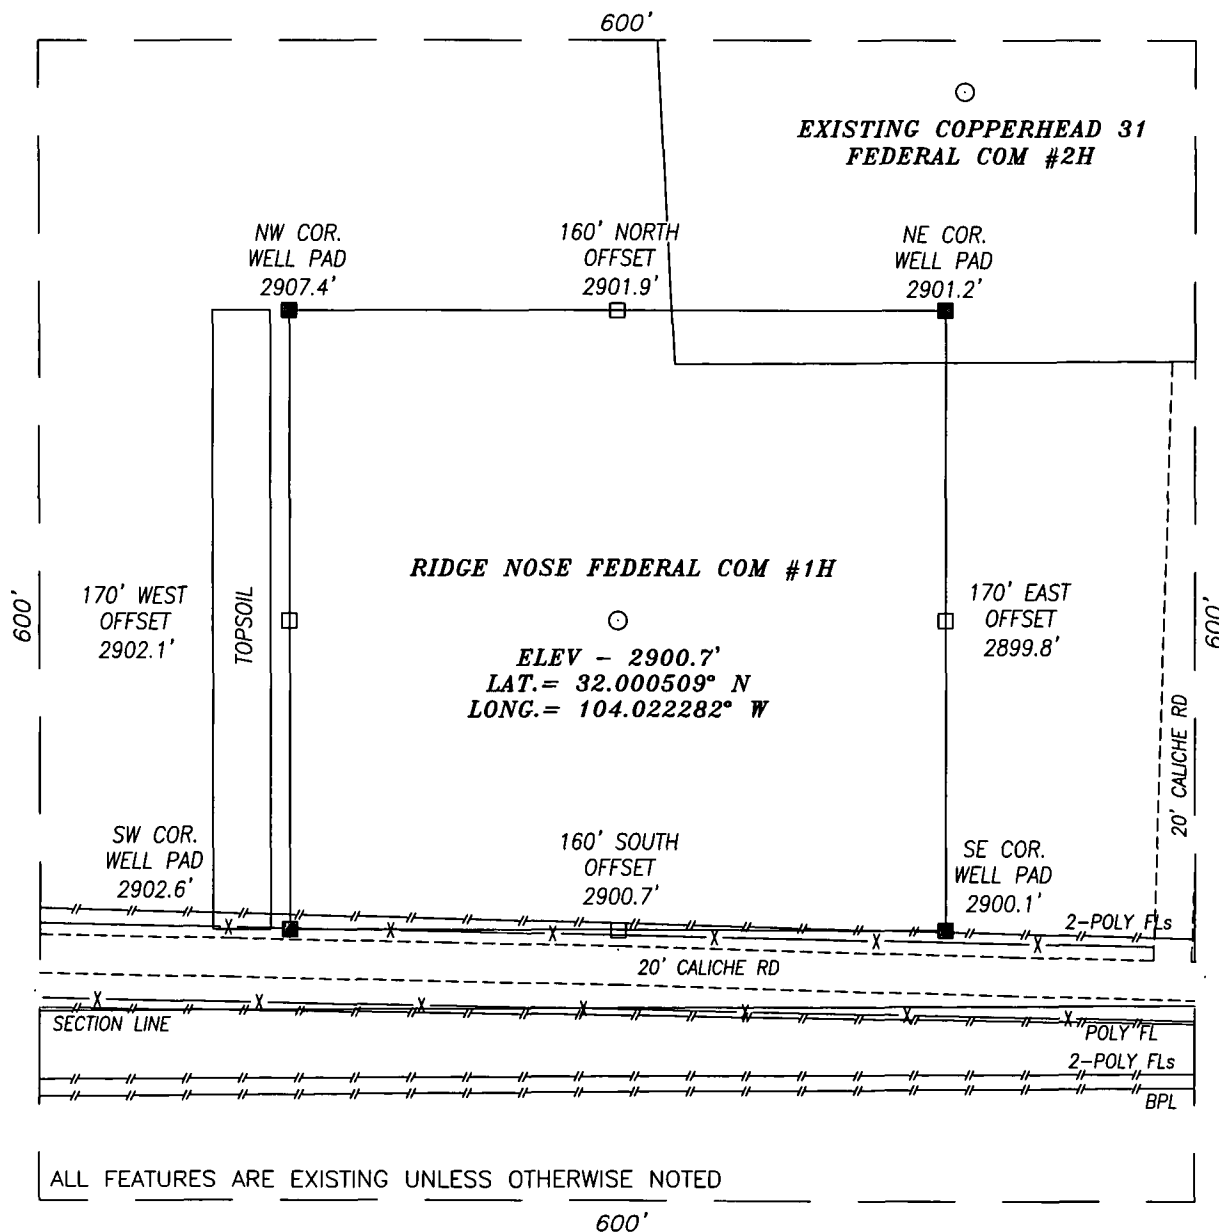 600'
EXISTING COPPERHEAD 31
FEDERAL COM #2H
NW COR.
WELL PAD
2907.4'
160' NORTH
OFFSET
2901.9'
NE COR.
WELL PAD
2901.2'
RIDGE NOSE FEDERAL COM #1H
600'
170' WEST
OFFSET
2902.1'
TOPSOIL
170' EAST
OFFSET
2899.8'
600'
ELEV - 2900.7'
LAT.= 32.000509° N
LONG.= 104.022282° W
20' CALICHE RD
SW COR.
WELL PAD
2902.6'
160' SOUTH
OFFSET
2900.7'
SE COR.
WELL PAD
2900.1'
2-POLY FLs
20' CALICHE RD
SECTION LINE
POLY FL
2-POLY FLs
BPL
ALL FEATURES ARE EXISTING UNLESS OTHERWISE NOTED
600'